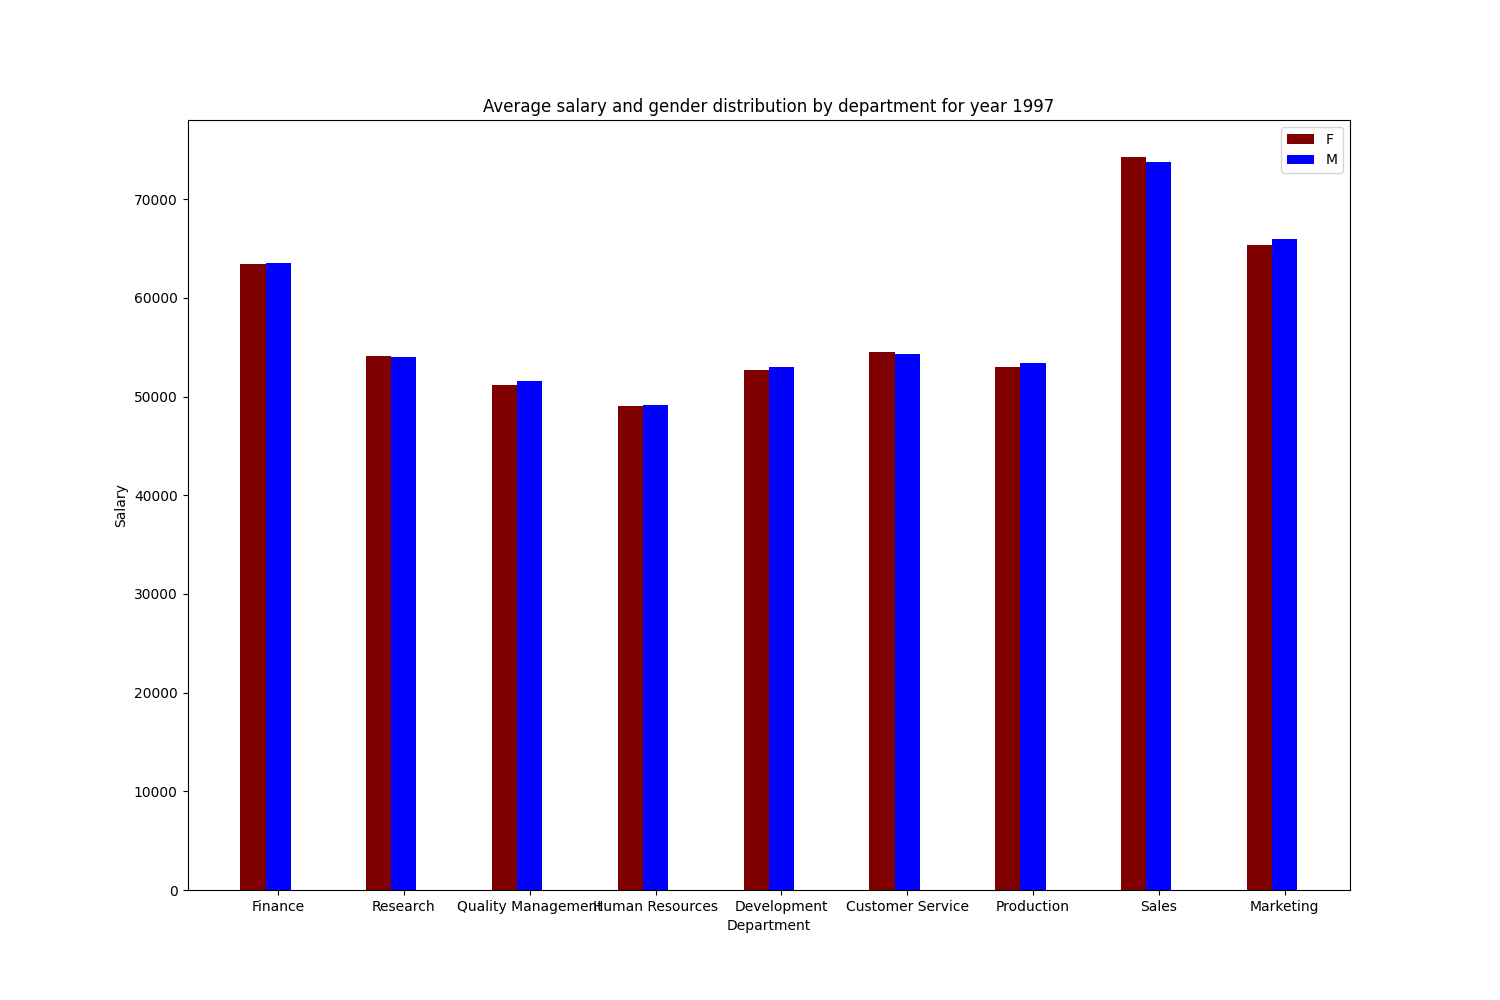 Average salary and gender distribution by department for year 1997
F
M
70000
60000
50000
40000
30000
20000
10000
0
Salary
Finance Research Quality Management Human Resources Development Customer Service Production Sales Marketing
Department